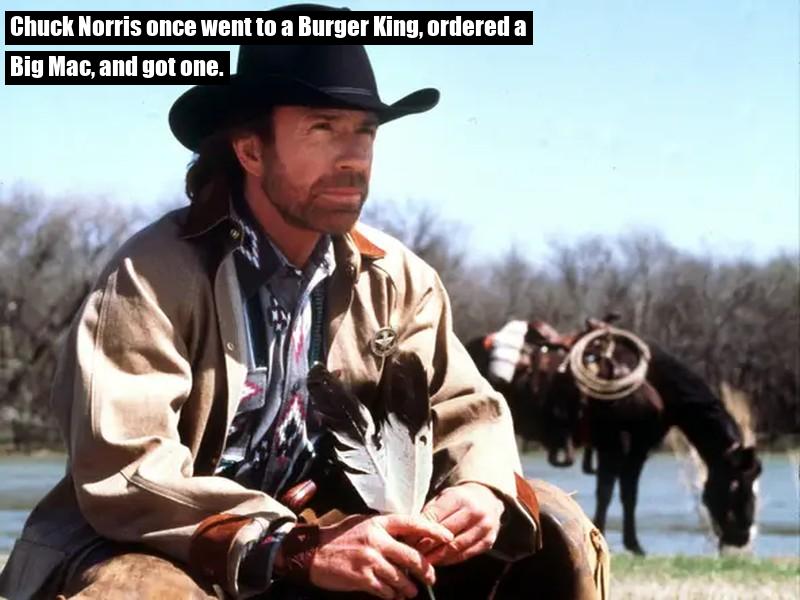 Chuck Norris once went to a Burger King, ordered a
Big Mac, and got one.